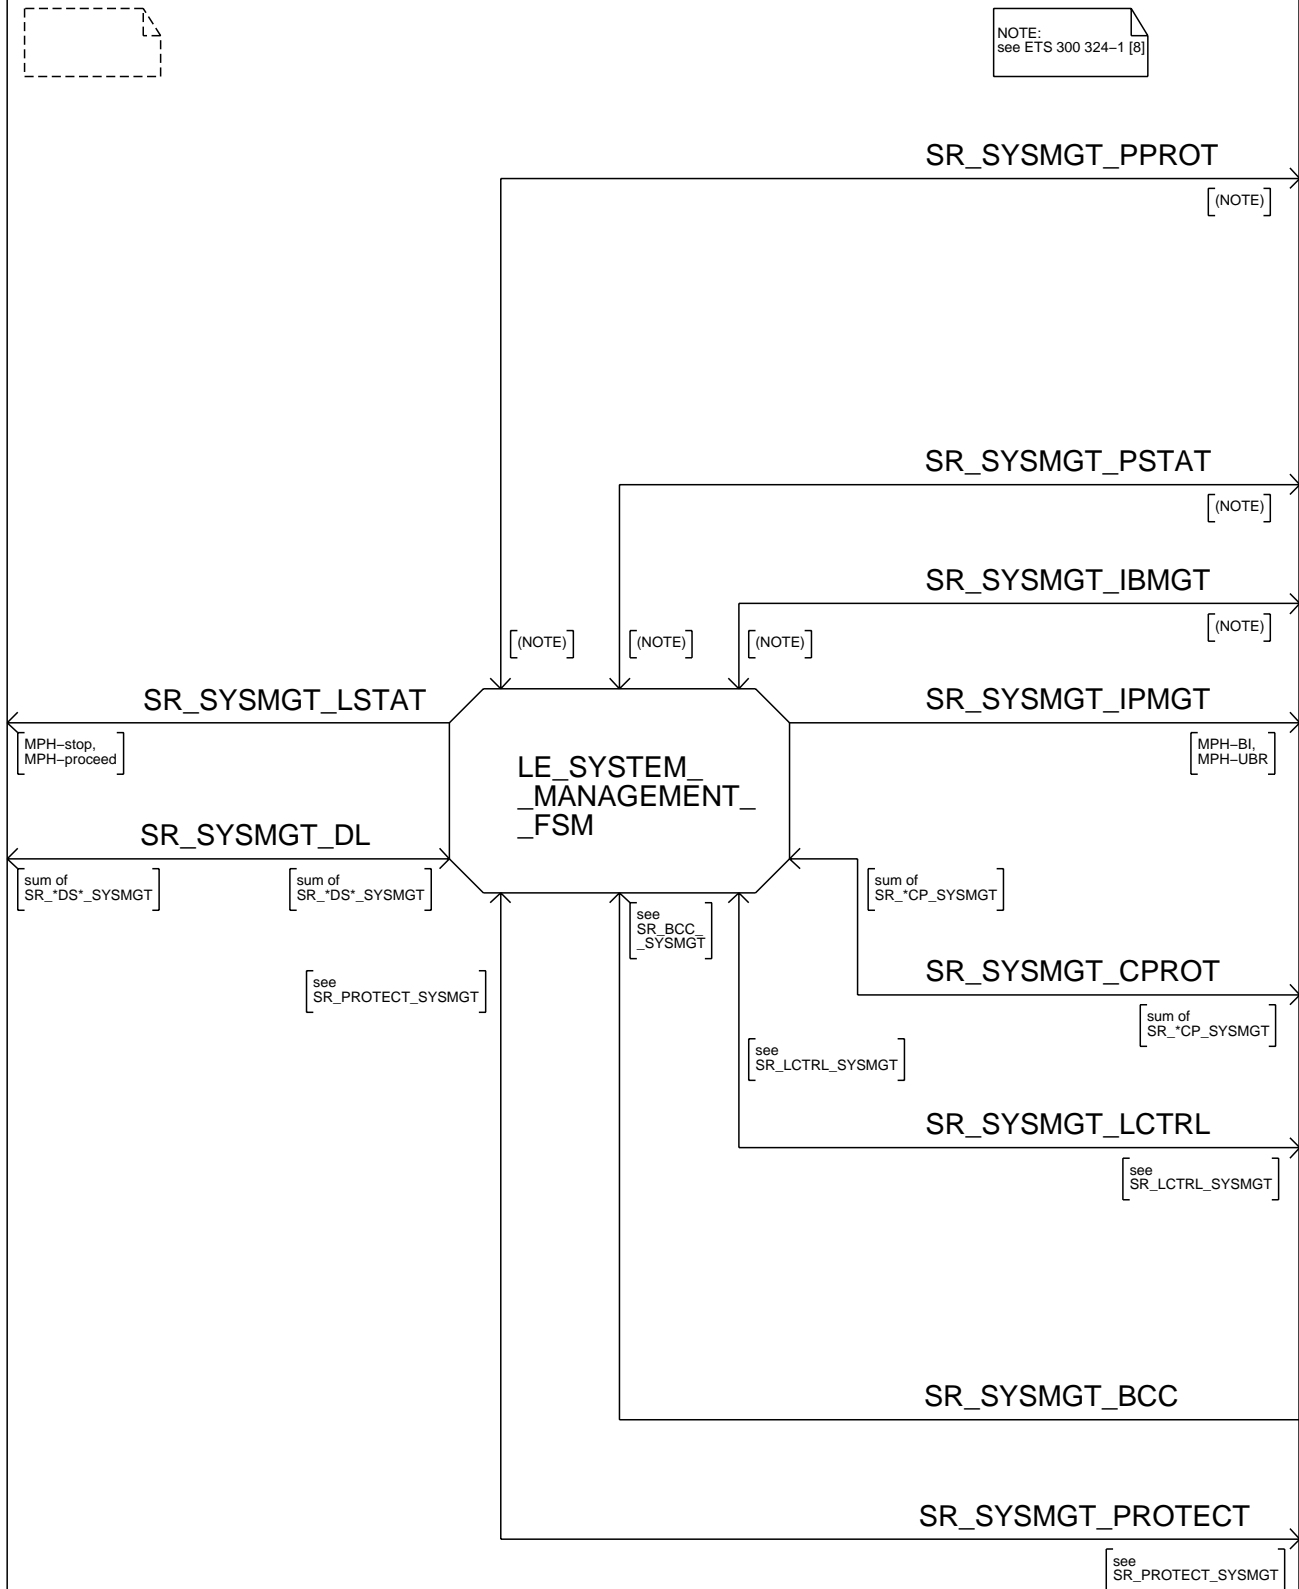 NOTE:
see ETS 300 324–1 [8]
SR_SYSMGT_PPROT
(NOTE)
SR_SYSMGT_PSTAT
(NOTE)
SR_SYSMGT_IBMGT
(NOTE)
(NOTE)
(NOTE)
(NOTE)
SR_SYSMGT_LSTAT
SR_SYSMGT_IPMGT
MPH–stop,
MPH–proceed
MPH–BI,
MPH–UBR
LE_SYSTEM_
_MANAGEMENT_
_FSM
SR_SYSMGT_DL
sum of
SR_*DS*_SYSMGT
sum of
SR_*DS*_SYSMGT
sum of
SR_*CP_SYSMGT
see
SR_BCC_
_SYSMGT
see
SR_PROTECT_SYSMGT
SR_SYSMGT_CPROT
sum of
SR_*CP_SYSMGT
see
SR_LCTRL_SYSMGT
SR_SYSMGT_LCTRL
see
SR_LCTRL_SYSMGT
SR_SYSMGT_BCC
SR_SYSMGT_PROTECT
see
SR_PROTECT_SYSMGT